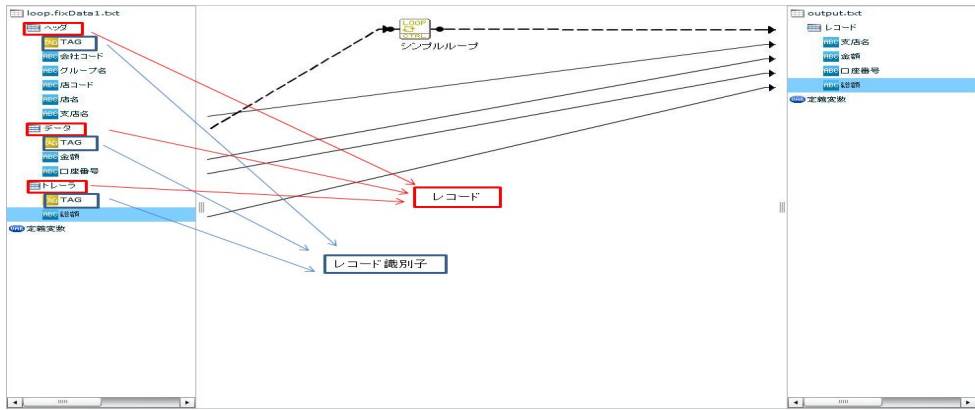 loop.fixData1.txt
ヘッダ
TAG
会社コード
グループ名
店コード
店名
支店名
データ
TAG
金額
口座番号
トレーラ
TAG
総額
定義変数
LOOP
CTRL
シンプルループ
レコード
レコード識別子
output.txt
レコード
支店名
金額
口座番号
総額
定義変数